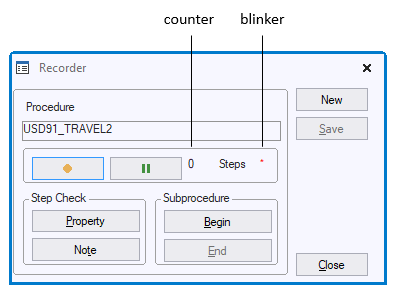 counter blinker
Recorder
Procedure
New
USD91_TRAVEL2
Save
0 Steps *
Step Check
Subprocedure
Property
Begin
Note
End
Close